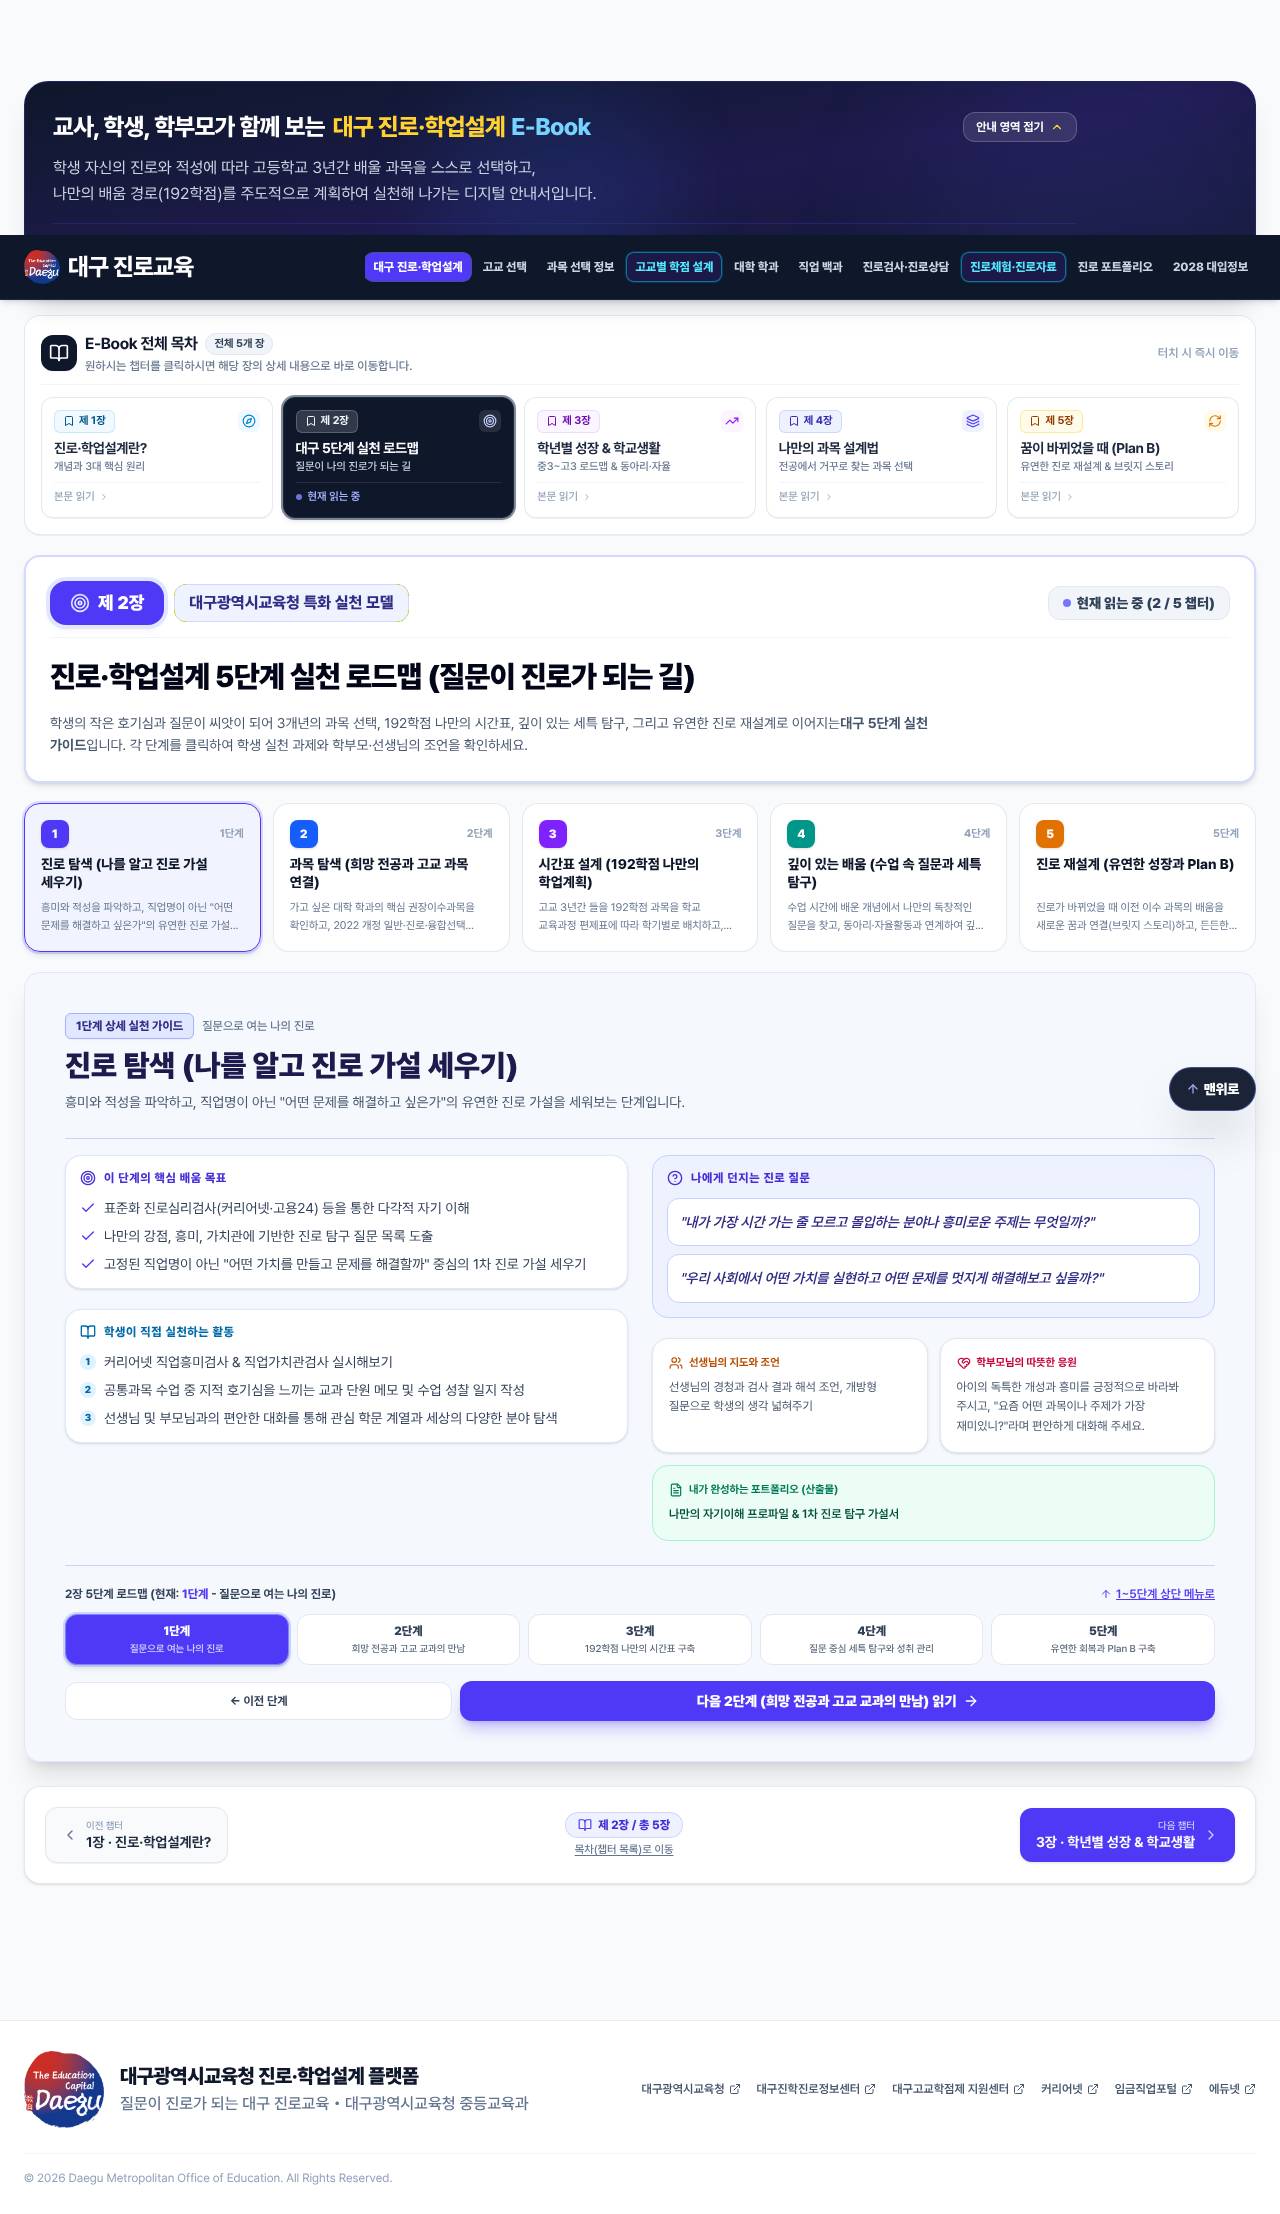 교사, 학생, 학부모가 함께 보는 대구 진로·학업설계 E-Book
안내 영역 접기
학생 자신의 진로와 적성에 따라 고등학교 3년간 배울 과목을 스스로 선택하고,
나만의 배움 경로(192학점)를 주도적으로 계획하여 실천해 나가는 디지털 안내서입니다.
Daegu
대구 진로교육
대구 진로·학업설계
고교 선택
과목 선택 정보
고교별 학점 설계
대학 학과
직업 백과
진로검사·진로상담
진로체험·진로자료
진로 포트폴리오
2028 대입정보
E-Book 전체 목차
전체 5개 장
원하시는 챕터를 클릭하시면 해당 장의 상세 내용으로 바로 이동합니다.
터치 시 즉시 이동
제 1장
진로·학업설계란?
개념과 3대 핵심 원리
본문 읽기
제 2장
대구 5단계 실천 로드맵
질문이 나의 진로가 되는 길
현재 읽는 중
제 3장
학년별 성장 & 학교생활
중3~고3 로드맵 & 동아리·자율
본문 읽기
제 4장
나만의 과목 설계법
전공에서 거꾸로 찾는 과목 선택
본문 읽기
제 5장
꿈이 바뀌었을 때 (Plan B)
유연한 진로 재설계 & 브릿지 스토리
본문 읽기
제 2장
대구광역시교육청 특화 실천 모델
현재 읽는 중 (2 / 5 챕터)
진로·학업설계 5단계 실천 로드맵 (질문이 진로가 되는 길)
학생의 작은 호기심과 질문이 씨앗이 되어 3개년의 과목 선택, 192학점 나만의 시간표, 깊이 있는 세특 탐구, 그리고 유연한 진로 재설계로 이어지는대구 5단계 실천
가이드입니다. 각 단계를 클릭하여 학생 실천 과제와 학부모·선생님의 조언을 확인하세요.
1
1단계
진로 탐색 (나를 알고 진로 가설
세우기)
흥미와 적성을 파악하고, 직업명이 아닌 "어떤
문제를 해결하고 싶은가"의 유연한 진로 가설...
2
2단계
과목 탐색 (희망 전공과 고교 과목
연결)
가고 싶은 대학 학과의 핵심 권장이수과목을
확인하고, 2022 개정 일반·진로·융합선택...
3
3단계
시간표 설계 (192학점 나만의
학업계획)
고교 3년간 들을 192학점 과목을 학교
교육과정 편제표에 따라 학기별로 배치하고,...
4
4단계
깊이 있는 배움 (수업 속 질문과 세특
탐구)
수업 시간에 배운 개념에서 나만의 독창적인
질문을 찾고, 동아리·자율활동과 연계하여 깊...
5
5단계
진로 재설계 (유연한 성장과 Plan B)
진로가 바뀌었을 때 이전 이수 과목의 배움을
새로운 꿈과 연결(브릿지 스토리)하고, 든든한...
1단계 상세 실천 가이드
질문으로 여는 나의 진로
진로 탐색 (나를 알고 진로 가설 세우기)
흥미와 적성을 파악하고, 직업명이 아닌 "어떤 문제를 해결하고 싶은가"의 유연한 진로 가설을 세워보는 단계입니다.
맨위로
이 단계의 핵심 배움 목표
표준화 진로심리검사(커리어넷·고용24) 등을 통한 다각적 자기 이해
나만의 강점, 흥미, 가치관에 기반한 진로 탐구 질문 목록 도출
고정된 직업명이 아닌 "어떤 가치를 만들고 문제를 해결할까" 중심의 1차 진로 가설 세우기
학생이 직접 실천하는 활동
1 커리어넷 직업흥미검사 & 직업가치관검사 실시해보기
2 공통과목 수업 중 지적 호기심을 느끼는 교과 단원 메모 및 수업 성찰 일지 작성
3 선생님 및 부모님과의 편안한 대화를 통해 관심 학문 계열과 세상의 다양한 분야 탐색
나에게 던지는 진로 질문
"내가 가장 시간 가는 줄 모르고 몰입하는 분야나 흥미로운 주제는 무엇일까?"
"우리 사회에서 어떤 가치를 실현하고 어떤 문제를 멋지게 해결해보고 싶을까?"
선생님의 지도와 조언
선생님의 경청과 검사 결과 해석 조언, 개방형
질문으로 학생의 생각 넓혀주기
학부모님의 따뜻한 응원
아이의 독특한 개성과 흥미를 긍정적으로 바라봐
주시고, "요즘 어떤 과목이나 주제가 가장
재미있니?"라며 편안하게 대화해 주세요.
내가 완성하는 포트폴리오 (산출물)
나만의 자기이해 프로파일 & 1차 진로 탐구 가설서
2장 5단계 로드맵 (현재: 1단계 - 질문으로 여는 나의 진로)
1~5단계 상단 메뉴로
1단계
질문으로 여는 나의 진로
2단계
희망 전공과 고교 교과의 만남
3단계
192학점 나만의 시간표 구축
4단계
질문 중심 세특 탐구와 성취 관리
5단계
유연한 회복과 Plan B 구축
← 이전 단계
다음 2단계 (희망 전공과 고교 교과의 만남) 읽기 →
이전 챕터
1장 · 진로·학업설계란?
제 2장 / 총 5장
목차(챕터 목록)로 이동
다음 챕터
3장 · 학년별 성장 & 학교생활
The Education
Capital
Daegu
대구광역시교육청 진로·학업설계 플랫폼
질문이 진로가 되는 대구 진로교육 • 대구광역시교육청 중등교육과
대구광역시교육청
대구진학진로정보센터
대구고교학점제 지원센터
커리어넷
임금직업포털
에듀넷
© 2026 Daegu Metropolitan Office of Education. All Rights Reserved.